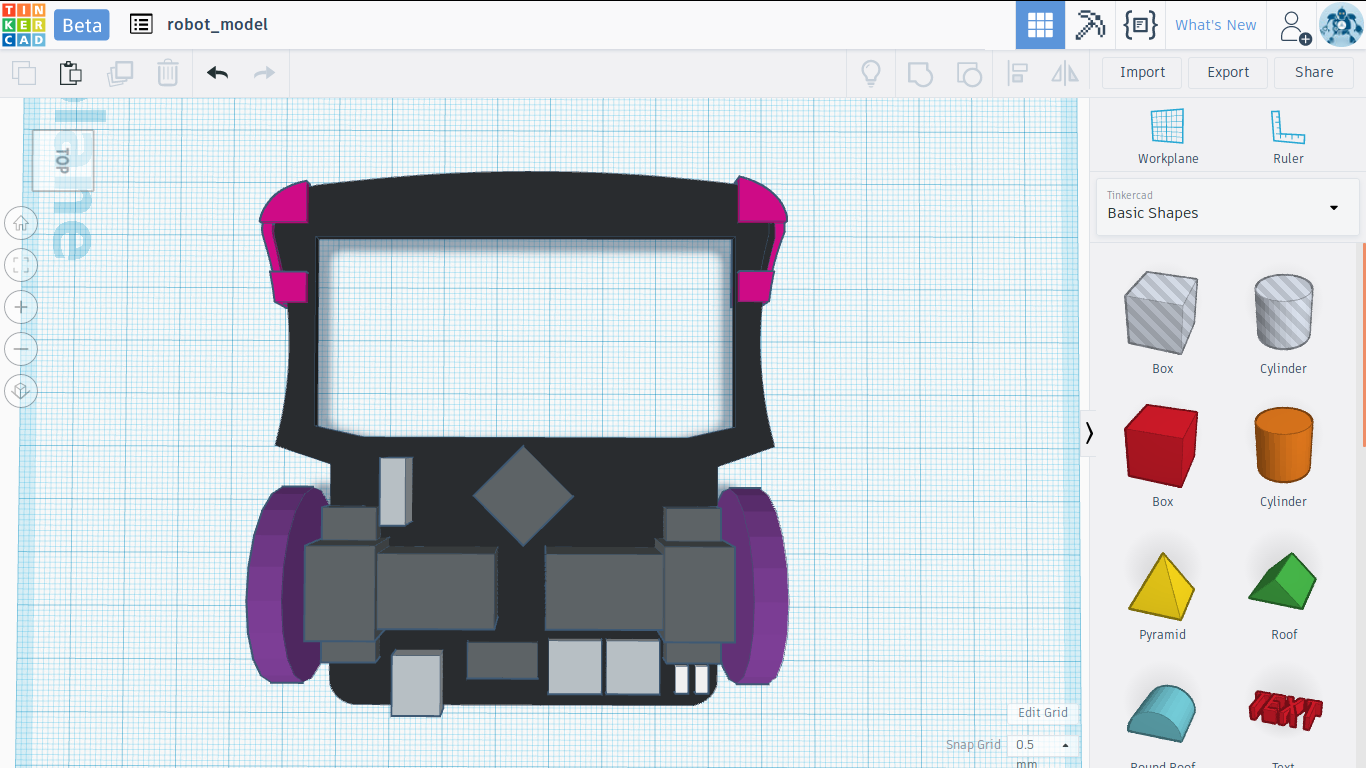 TIN
KER
CAD
Beta
robot_model
What's New
Import
Export
Share
TOP
Workplane
Ruler
Tinkercad
Basic Shapes
Box
Cylinder
Box
Cylinder
Pyramid
Roof
TEXT
Round Roof
Text
Edit Grid
Snap Grid
0.5
mm